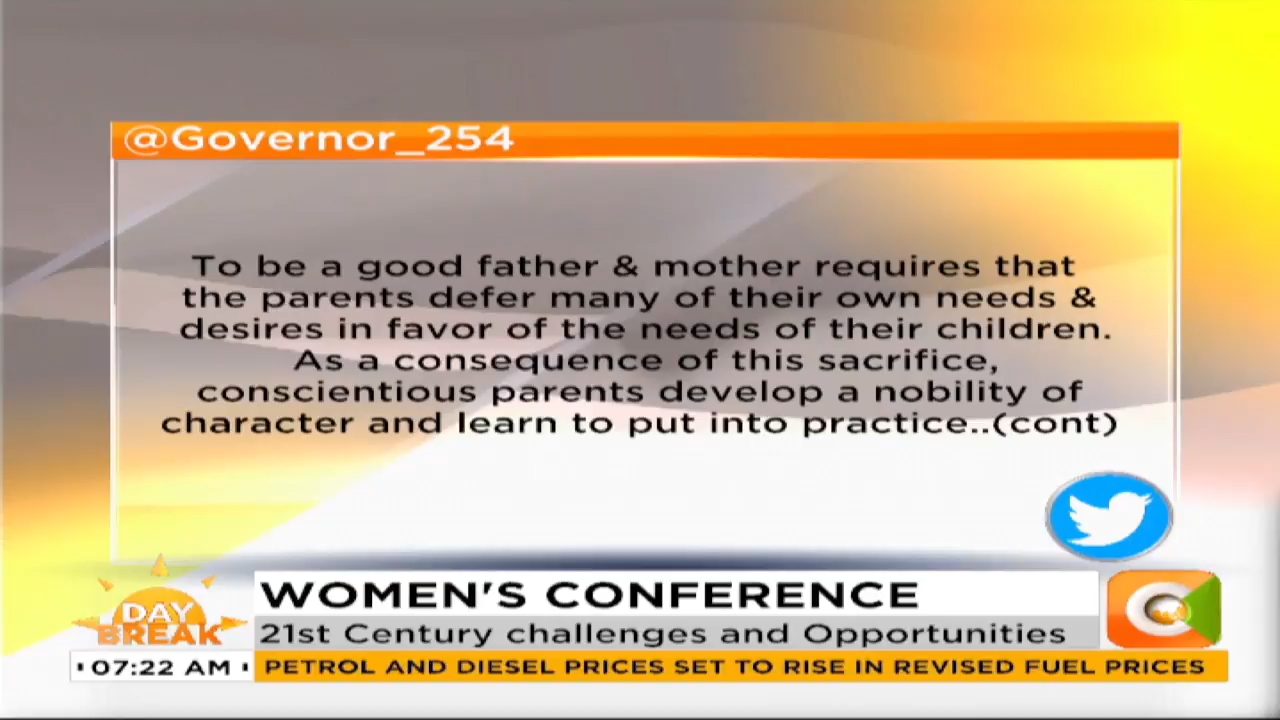 @Governor_254
To be a good father & mother requires that
the parents defer many of their own needs &
desires in favor of the needs of their children.
As a consequence of this sacrifice,
conscientious parents develop a nobility of
character and learn to put into practice..(cont)
DAY
BREAK
WOMEN'S CONFERENCE
21st Century challenges and Opportunities
07:22 AM
PETROL AND DIESEL PRICES SET TO RISE IN REVISED FUEL PRICES